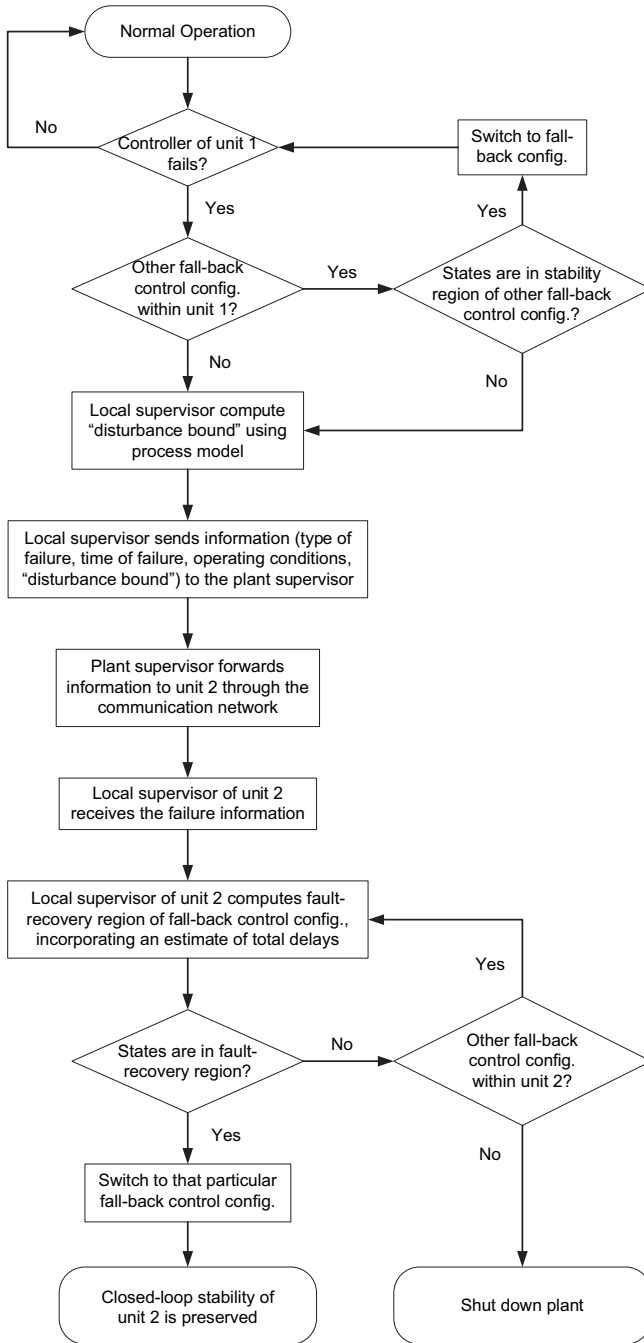 Normal Operation
No
Controller of unit 1
fails?
Switch to fall-
back config.
Yes
Yes
Other fall-back
control config.
within unit 1?
Yes
States are in stability
region of other fall-back
control config.?
No
No
Local supervisor compute
“disturbance bound” using
process model
Local supervisor sends information (type
of failure, time of failure, operating conditions,
“disturbance bound”) to the plant supervisor
Plant supervisor forwards
information to unit 2 through the
communication network
Local supervisor of unit 2
receives the failure information
Local supervisor of unit 2 computes fault-
recovery region of fall-back control config.,
incorporating an estimate of total delays
Yes
States are in fault-
recovery region?
No
Other fall-back
control config.
within unit 2?
Yes
No
Switch to that particular
fall-back control config.
Closed-loop stability of
unit 2 is preserved
Shut down plant